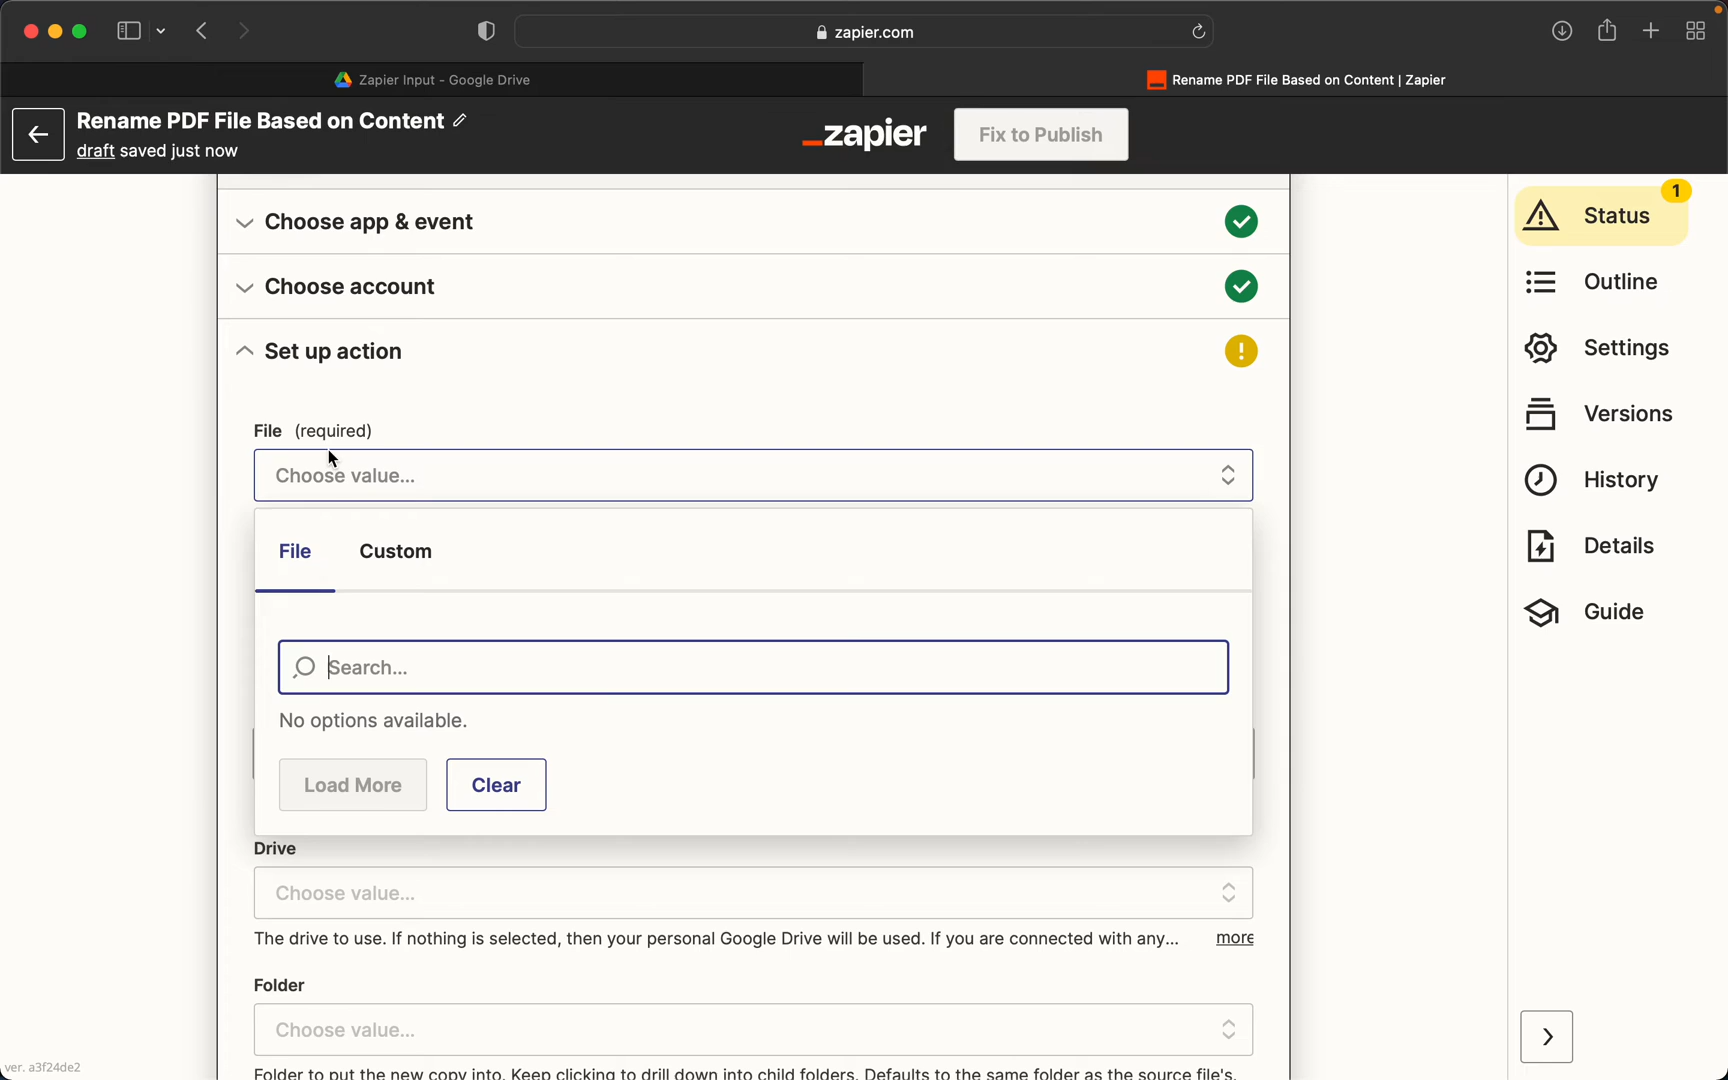 zapier.com
Zapier Input - Google Drive
Rename PDF File Based on Content | Zapier
Rename PDF File Based on Content
draft saved just now
zapier
Fix to Publish
Choose app & event
Choose account
Set up action
File (required)
Choose value...
File Custom
Search...
No options available.
Load More Clear
Drive
Choose value...
The drive to use. If nothing is selected, then your personal Google Drive will be used. If you are connected with any... more
Folder
Choose value...
Folder to put the new copy into. Keep clicking to drill down into child folders. Defaults to the same folder as the source file's.
1
Status
Outline
Settings
Versions
History
Details
Guide
ver. a3f24de2